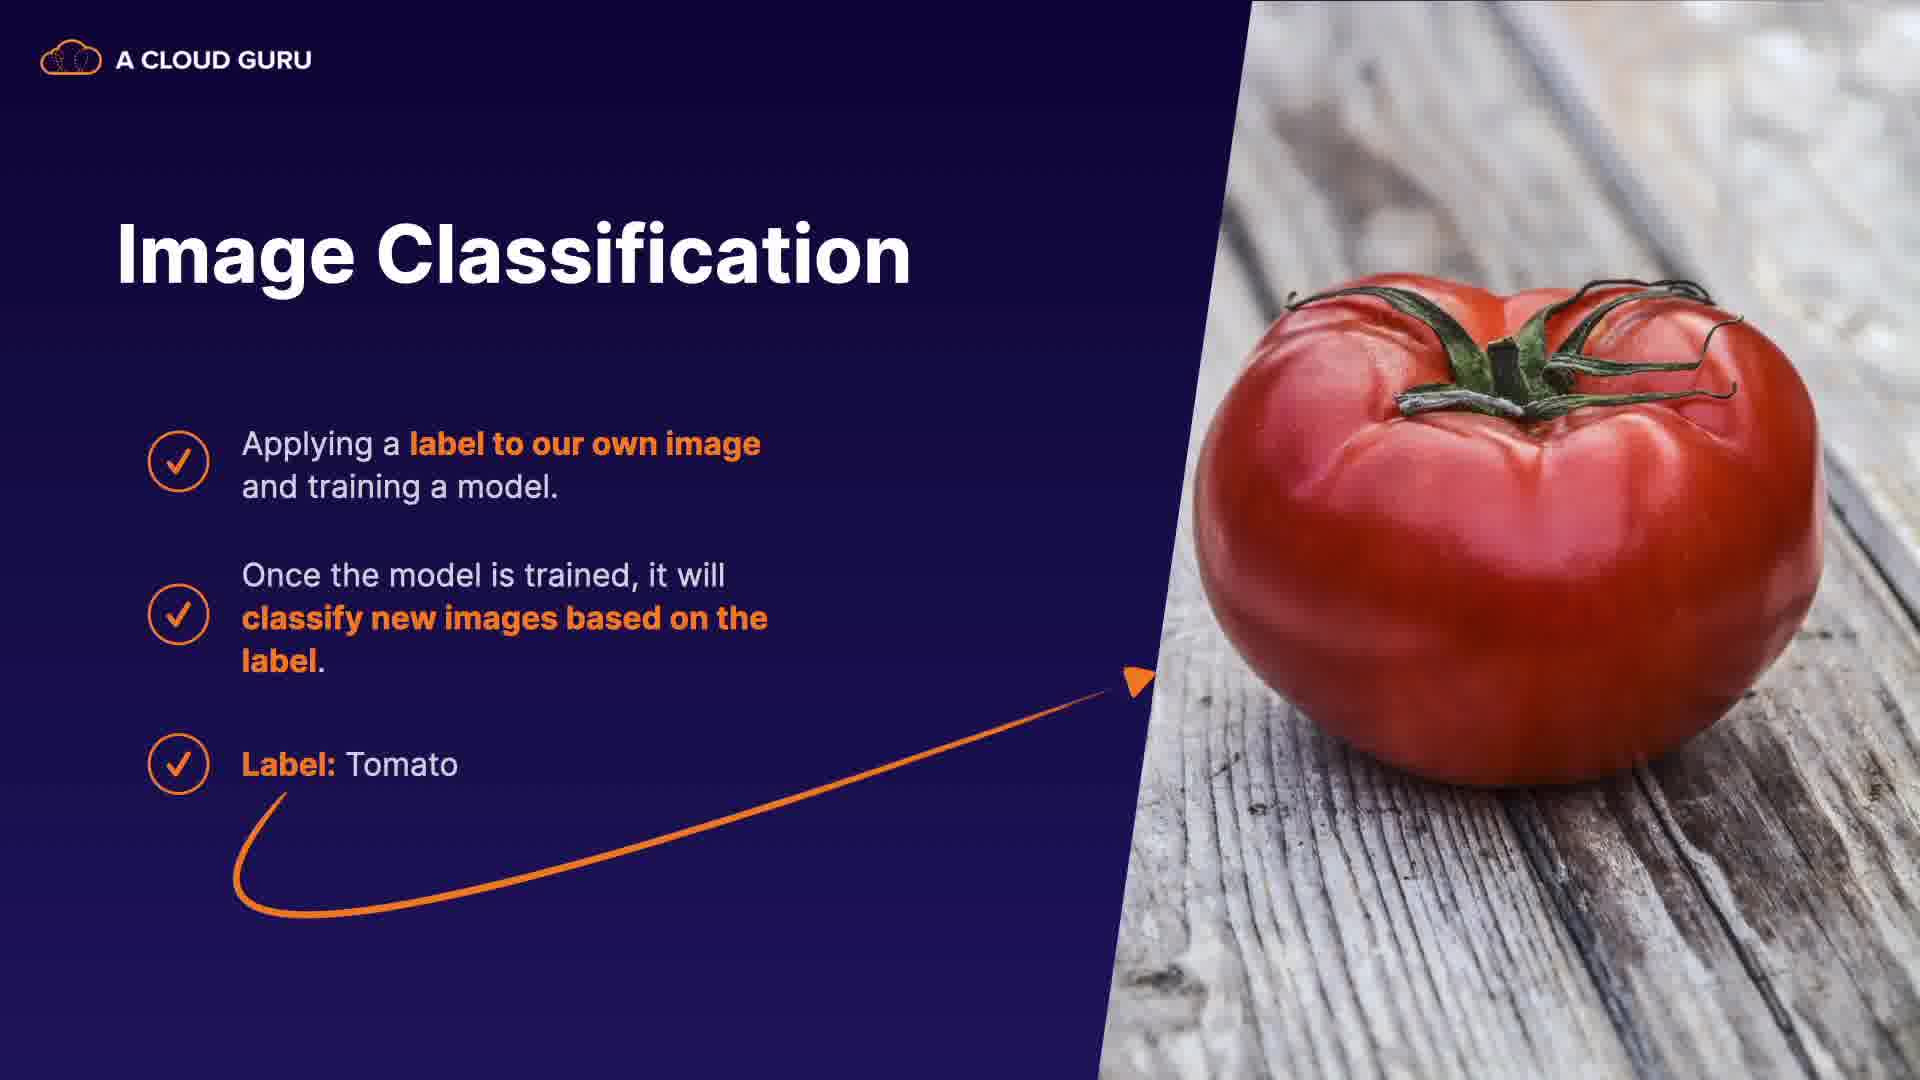 A CLOUD GURU
Image Classification
Applying a label to our own image
and training a model.
Once the model is trained, it will
classify new images based on the
label.
Label: Tomato